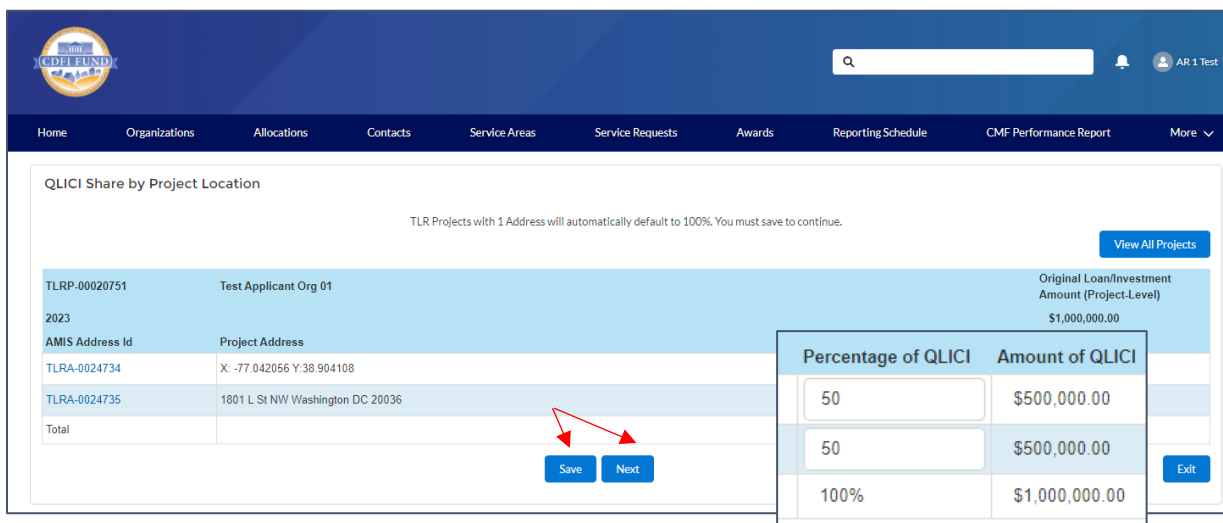 CDFI FUND
AR 1 Test
Home Organizations Allocations Contacts Service Areas Service Requests Awards Reporting Schedule CMF Performance Report More
QLICI Share by Project Location
TLR Projects with 1 Address will automatically default to 100%. You must save to continue.
View All Projects
TLRP-00020751 Test Applicant Org 01 Original Loan/Investment
Amount (Project-Level)
2023 $1,000,000.00
AMIS Address Id Project Address
Percentage of QLICI Amount of QLICI
TLRA-0024734 X: -77.042056 Y:38.904108
50 $500,000.00
TLRA-0024735 1801 L St NW Washington DC 20036
50 $500,000.00
Total
100% $1,000,000.00
Save Next Exit